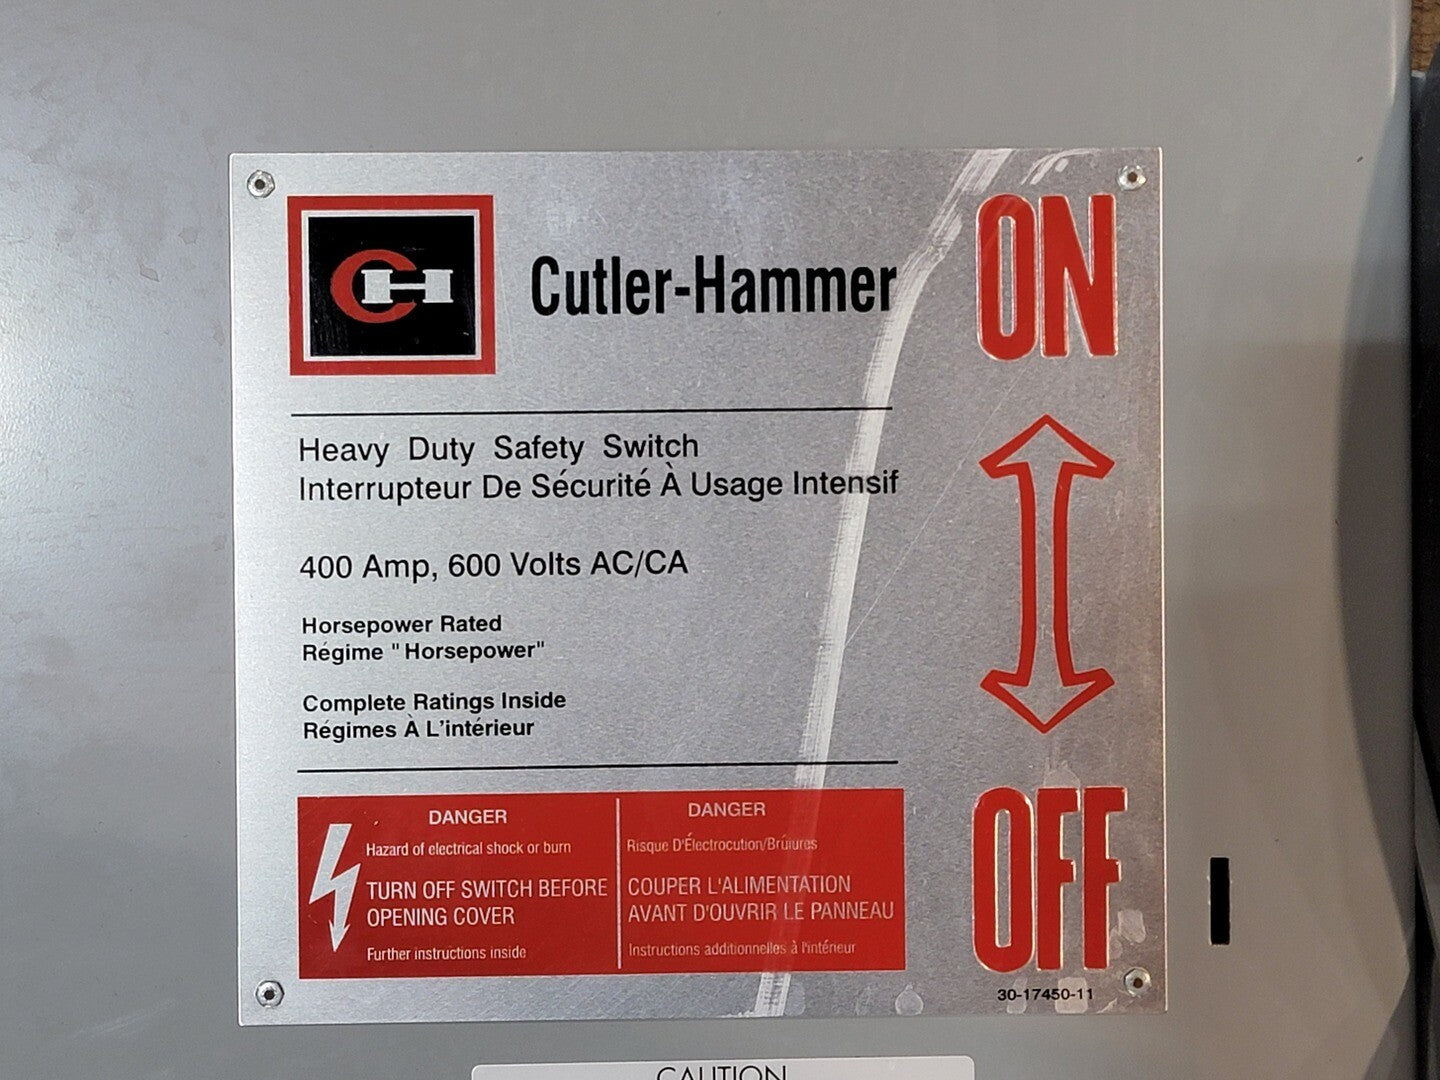 CH
Cutler-Hammer
ON
Heavy Duty Safety Switch
Interrupteur De Sécurité À Usage Intensif
400 Amp, 600 Volts AC/CA
Horsepower Rated
Régime "Horsepower"
Complete Ratings Inside
Régimes À L'intérieur
DANGER
Hazard of electrical shock or burn
TURN OFF SWITCH BEFORE
OPENING COVER
Further instructions inside
DANGER
Risque D'Électrocution/Brûlures
COUPER L'ALIMENTATION
AVANT D'OUVRIR LE PANNEAU
Instructions additionnelles à l'intérieur
OFF
30-17450-11
CAUTION